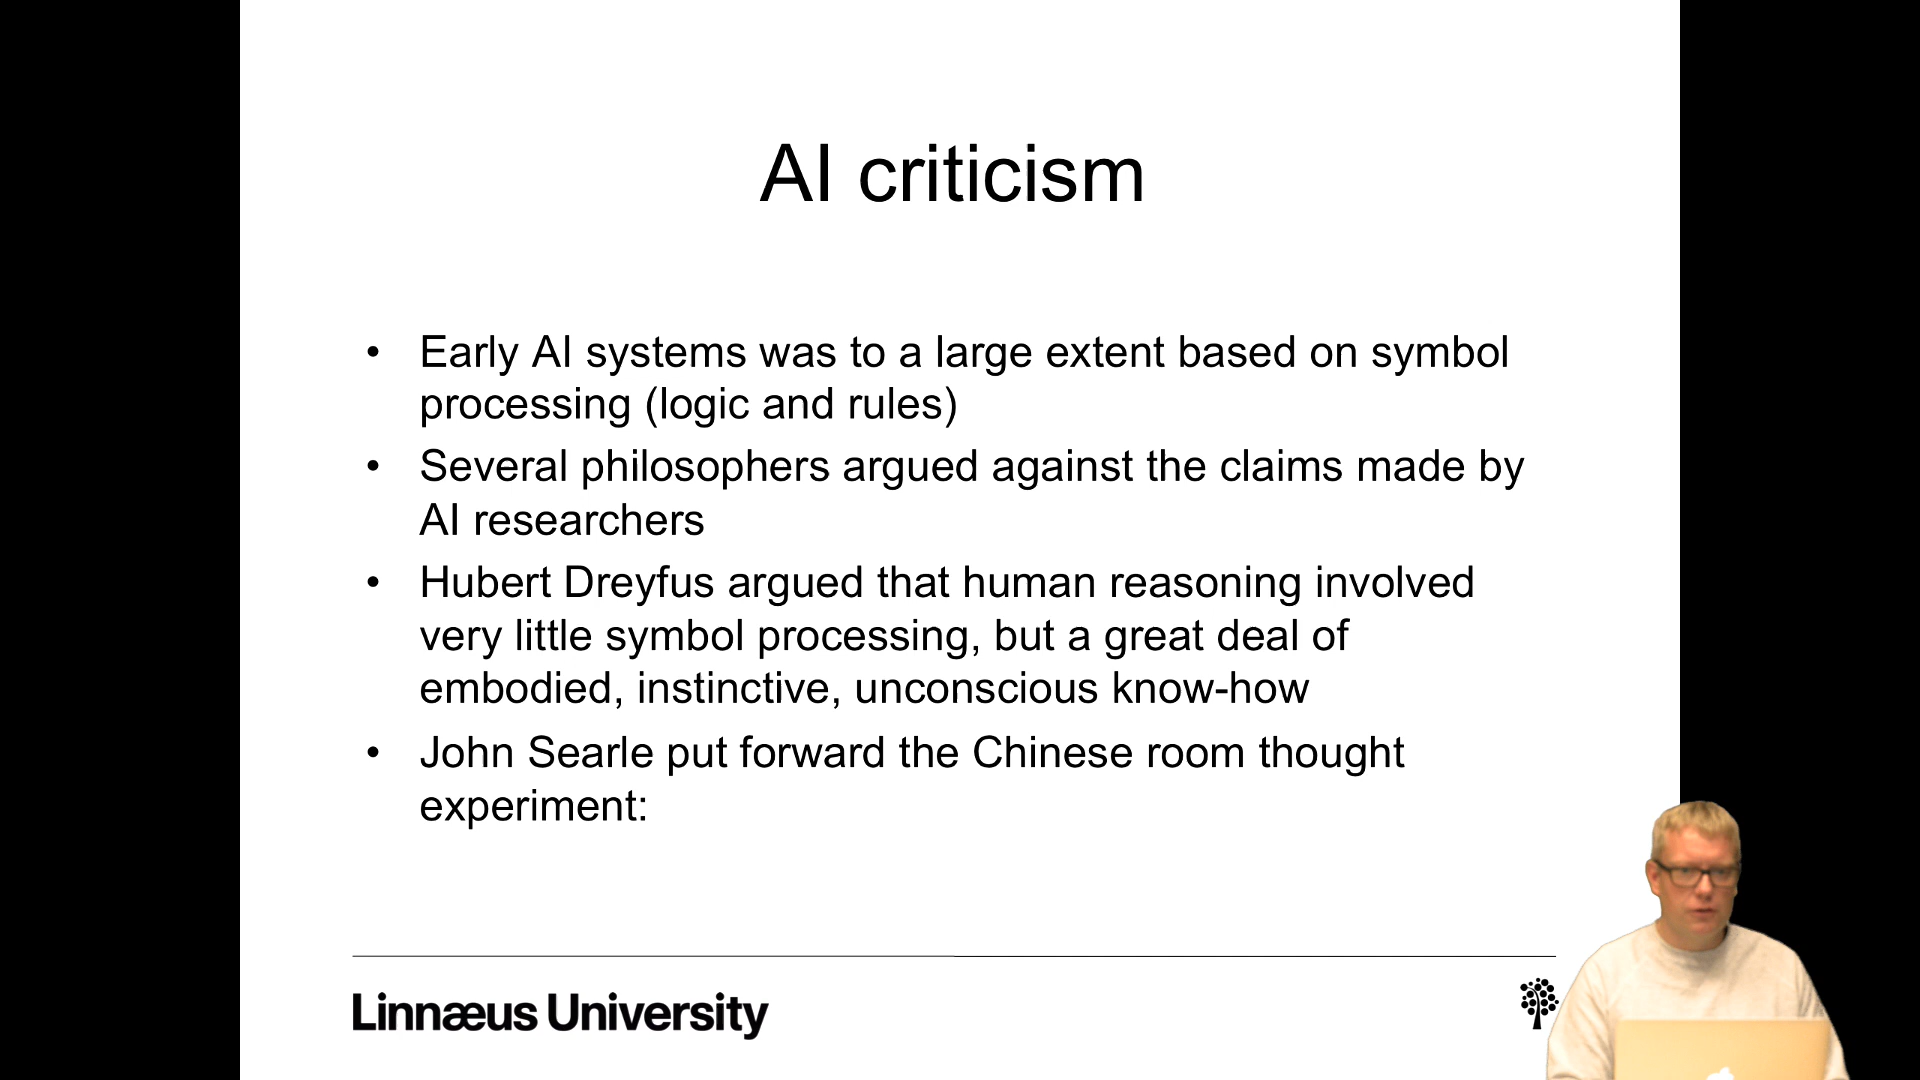 AI criticism
• Early AI systems was to a large extent based on symbol
processing (logic and rules)
• Several philosophers argued against the claims made by
AI researchers
• Hubert Dreyfus argued that human reasoning involved
very little symbol processing, but a great deal of
embodied, instinctive, unconscious know-how
• John Searle put forward the Chinese room thought
experiment:
Linnæus University